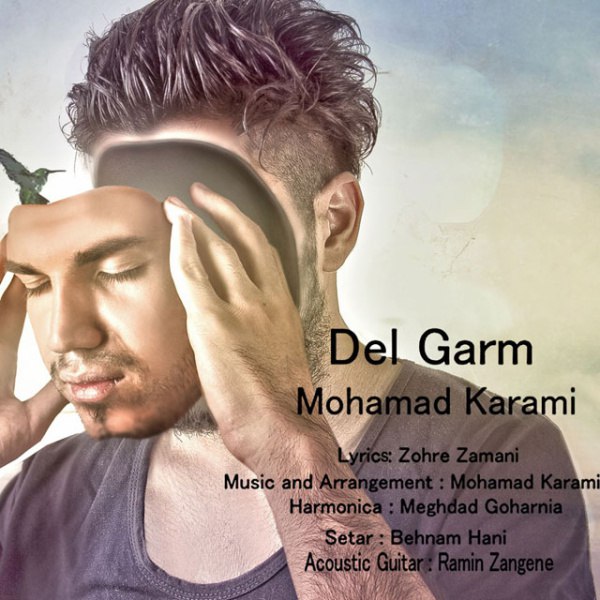 Del Garm
Mohamad Karami
Lyrics: Zohre Zamani
Music and Arrangement : Mohamad Karami
Harmonica : Meghdad Goharnia
Setar : Behnam Hani
Acoustic Guitar : Ramin Zangene